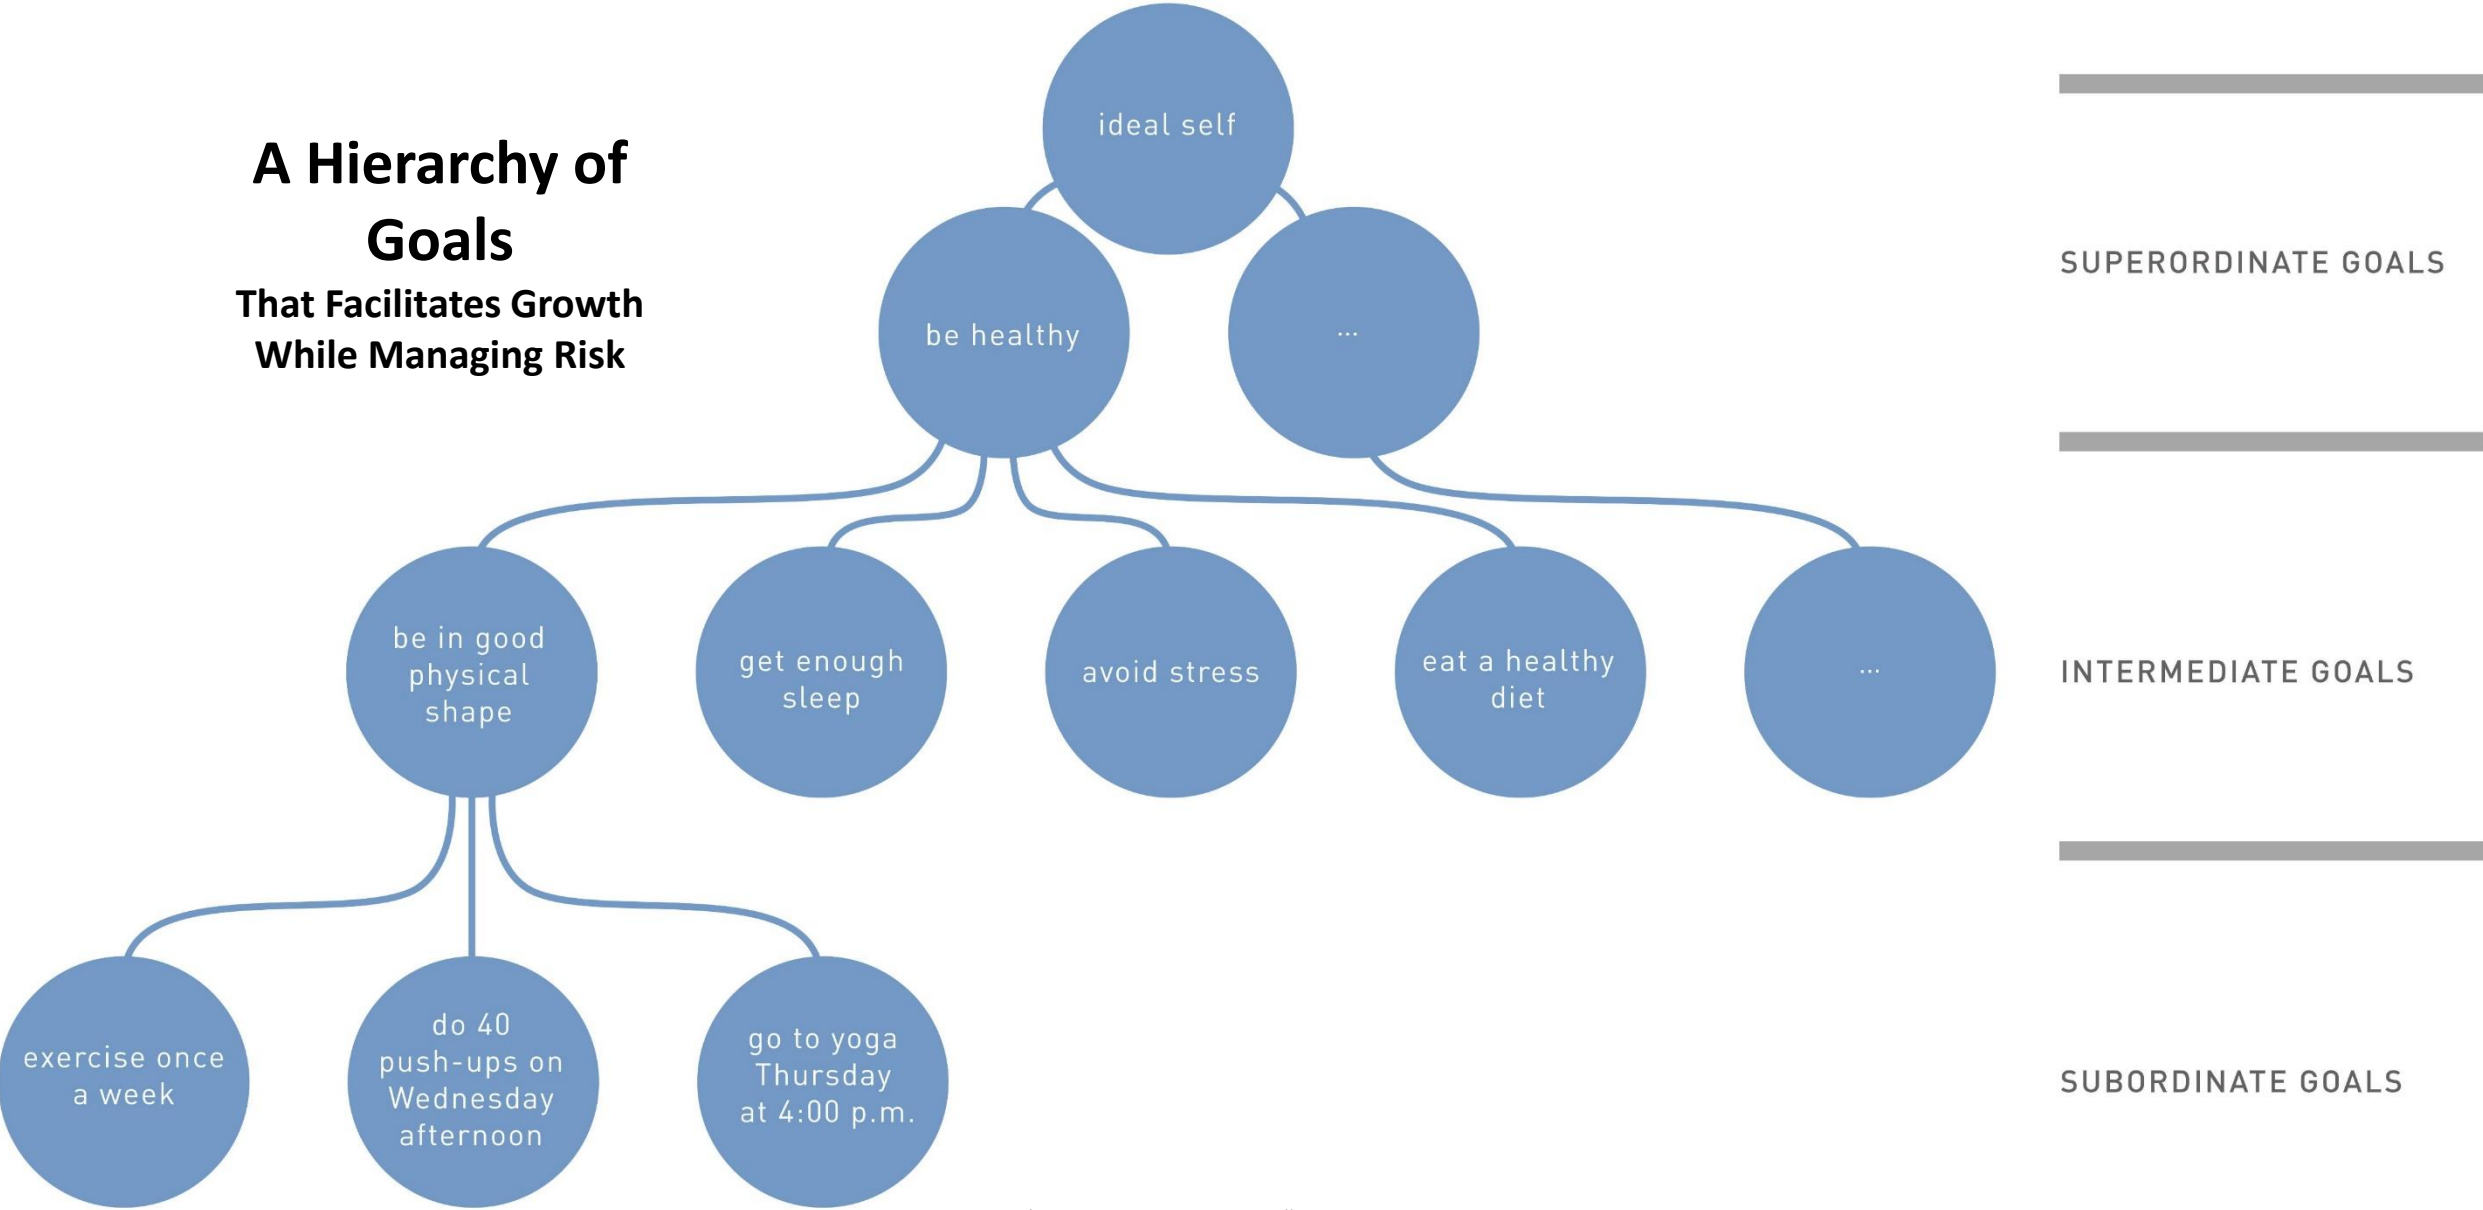 A Hierarchy of
Goals
That Facilitates Growth
While Managing Risk
ideal self
be healthy
...
SUPERORDINATE GOALS
be in good
physical
shape
get enough
sleep
avoid stress
eat a healthy
diet
...
INTERMEDIATE GOALS
exercise once
a week
do 40
push-ups on
Wednesday
afternoon
go to yoga
Thursday
at 4:00 p.m.
SUBORDINATE GOALS